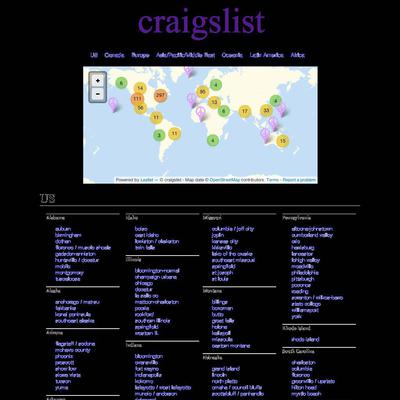 craigslist
US Canada Europe Asia/Pacific/Middle East Oceania Latin America Africa
+
-
6
4
14
297
95
111
13
4
56
6
17
33
11
3
11
4
15
Powered by Leaflet — © craigslist - Map data © OpenStreetMap contributors, Terms - Report a problem
US
Alabama
auburn
birmingham
dothan
florence / muscle shoals
gadsden-anniston
huntsville / decatur
mobile
montgomery
tuscaloosa
Alaska
anchorage / mat-su
fairbanks
kenai peninsula
southeast alaska
Arizona
flagstaff / sedona
mohave county
phoenix
prescott
show low
sierra vista
tucson
yuma
Idaho
boise
east idaho
lewiston / clarkston
twin falls
Illinois
bloomington-normal
champaign urbana
chicago
decatur
la salle co
mattoon-charleston
peoria
rockford
southern illinois
springfield
western IL
Indiana
bloomington
evansville
fort wayne
indianapolis
kokomo
lafayette / west lafayette
muncie / anderson
richmond
Missouri
columbia / jeff city
joplin
kansas city
kirksville
lake of the ozarks
southeast missouri
springfield
st joseph
st louis
Montana
billings
bozeman
butte
great falls
helena
kalispell
missoula
eastern montana
Nebraska
grand island
lincoln
north platte
omaha / council bluffs
scottsbluff / panhandle
Pennsylvania
altoona-johnstown
cumberland valley
erie
harrisburg
lancaster
lehigh valley
meadville
philadelphia
pittsburgh
poconos
reading
scranton / wilkes-barre
state college
williamsport
york
Rhode Island
rhode island
South Carolina
charleston
columbia
florence
greenville / upstate
hilton head
myrtle beach